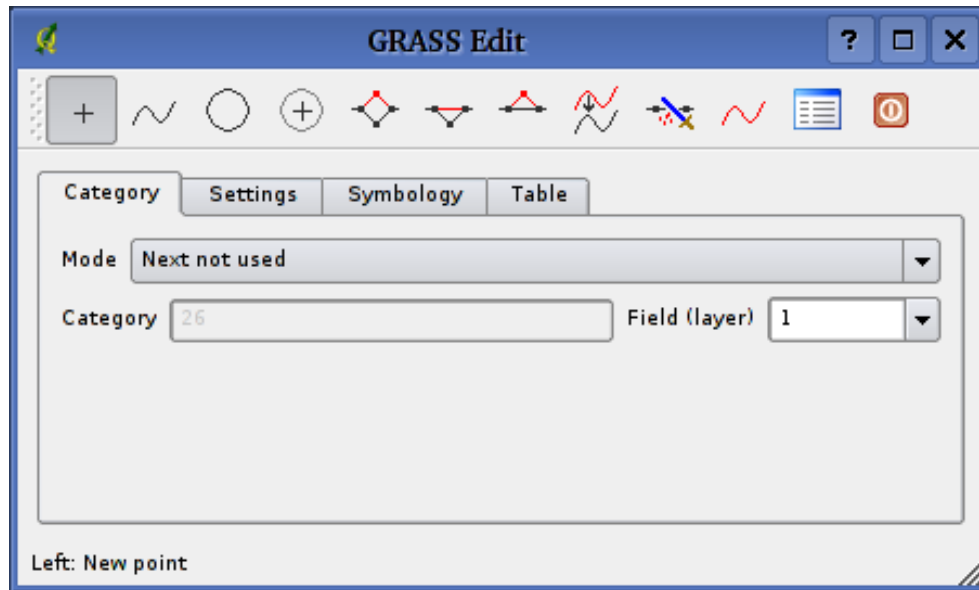 GRASS Edit
Category Settings Symbology Table
Mode Next not used
Category 26 Field (layer) 1
Left: New point